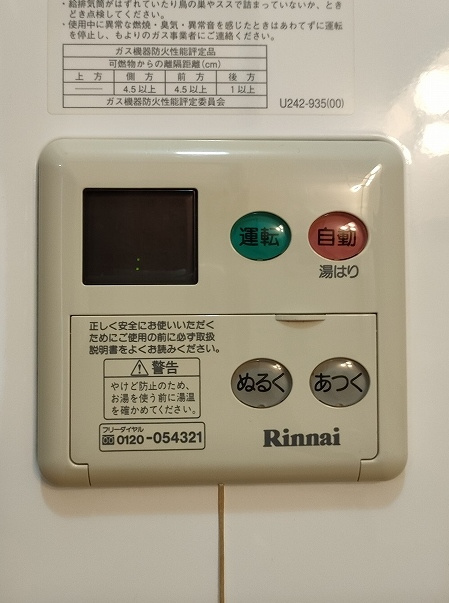 ・給排気筒がはずれていたり鳥の巣やススで詰まっていないか、とき
どき点検してください。
・使用中に異常な燃焼・臭気・異常音を感じたときはあわてずに運転
を停止し、もよりのガス事業者にご連絡ください。
ガス機器防火性能評定品
可燃物からの離隔距離(cm)
上方 側方 前方 後方
—— 4.5以上 4.5以上 1以上
ガス機器防火性能評定委員会
U242-935(00)
運転
自動
湯はり
正しく安全にお使いいただく
ためにご使用の前に必ず取扱
説明書をよくお読みください。
警告
やけど防止のため、
お湯を使う前に湯温
を確かめてください。
フリーダイヤル
0120-054321
ぬるく
あつく
Rinnai